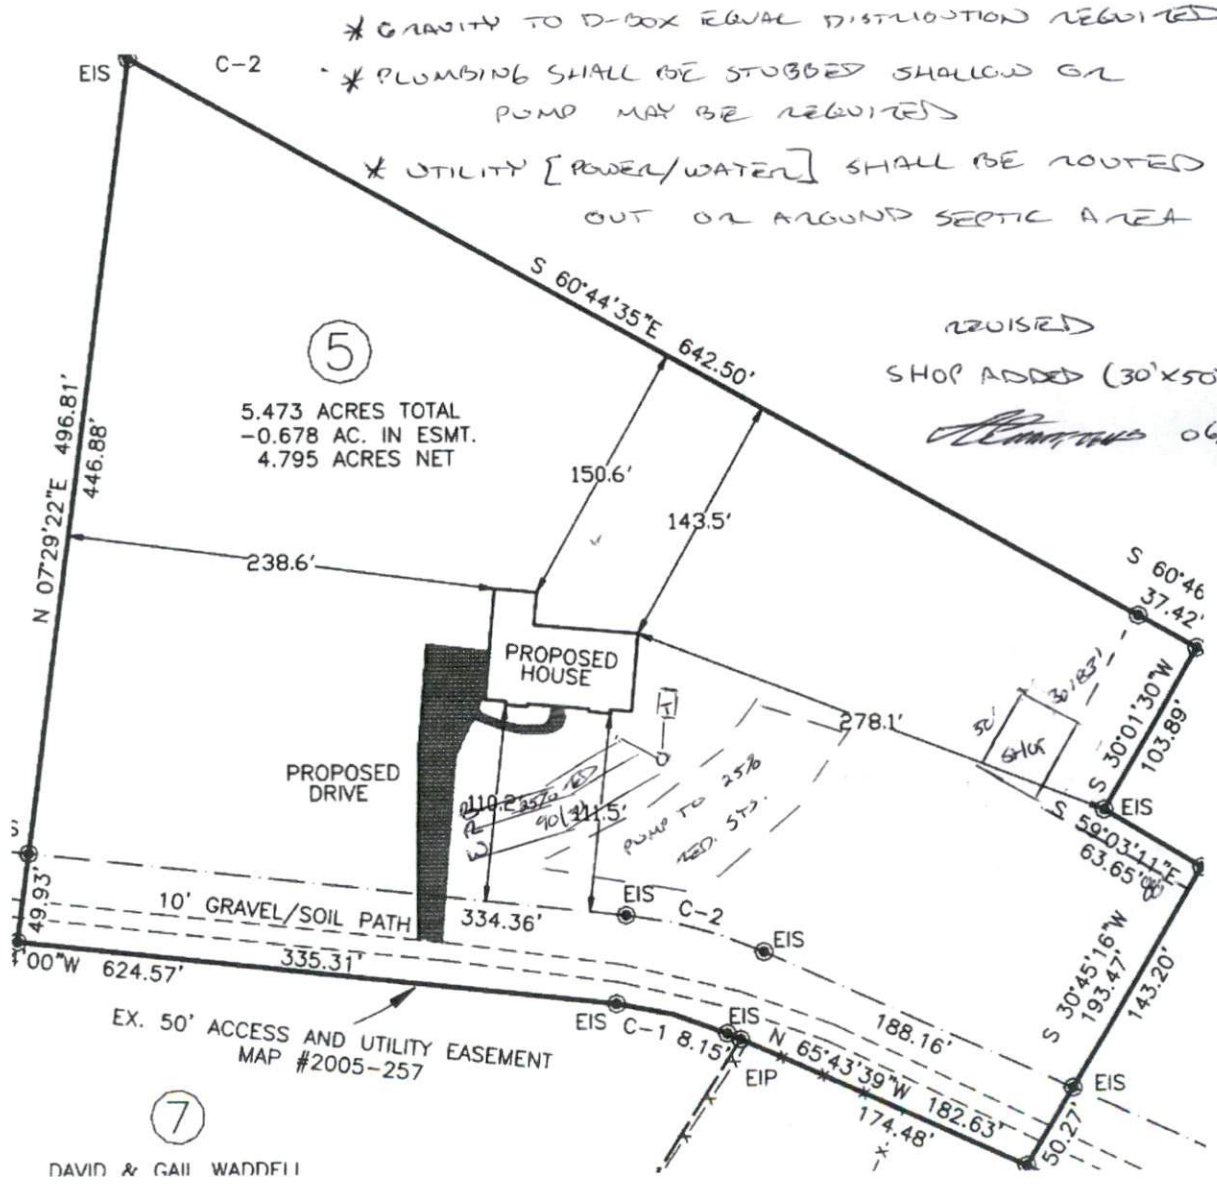 * GRAVITY TO D-BOX EQUAL DISTRIBUTION REQUIRED
* PLUMBING SHALL BE STUBBED SHALLOW OR
PUMP MAY BE REQUIRED
* UTILITY [POWER/WATER] SHALL BE ROUTED
OUT OR AROUND SEPTIC AREA
EIS
C-2
S 60°44'35"E 642.50'
REVISED
SHOP ADDED (30'X50'
06
5
5.473 ACRES TOTAL
-0.678 AC. IN ESMT.
4.795 ACRES NET
N 07°29'22"E 496.81'
446.88'
150.6'
143.5'
238.6'
S 60°46
37.42'
PROPOSED
HOUSE
T
278.1'
50'
30'
83'
SHOP
S 30°01'30"W
103.89'
EIS
PROPOSED
DRIVE
110.2'
25% RED
90'
111.5'
PUMP TO 25%
RED. SYS.
S 59°03'11"E
63.65'
49.93'
10' GRAVEL/SOIL PATH
334.36'
EIS
C-2
EIS
S 30°45'16"W
193.47'
143.20'
'00"W 624.57'
335.31'
EX. 50' ACCESS AND UTILITY EASEMENT
MAP #2005-257
EIS
C-1
8.15'
EIS
EIP
N 65°43'39"W 182.63'
174.48'
188.16'
EIS
50.27'
7
DAVID & GAIL WADDELL